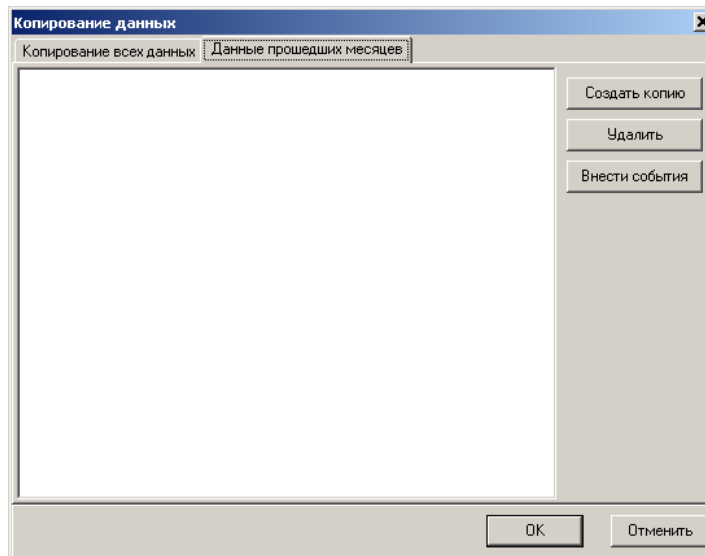 Копирование данных
Копирование всех данных Данные прошедших месяцев
Создать копию
Удалить
Внести события
OK Отменить